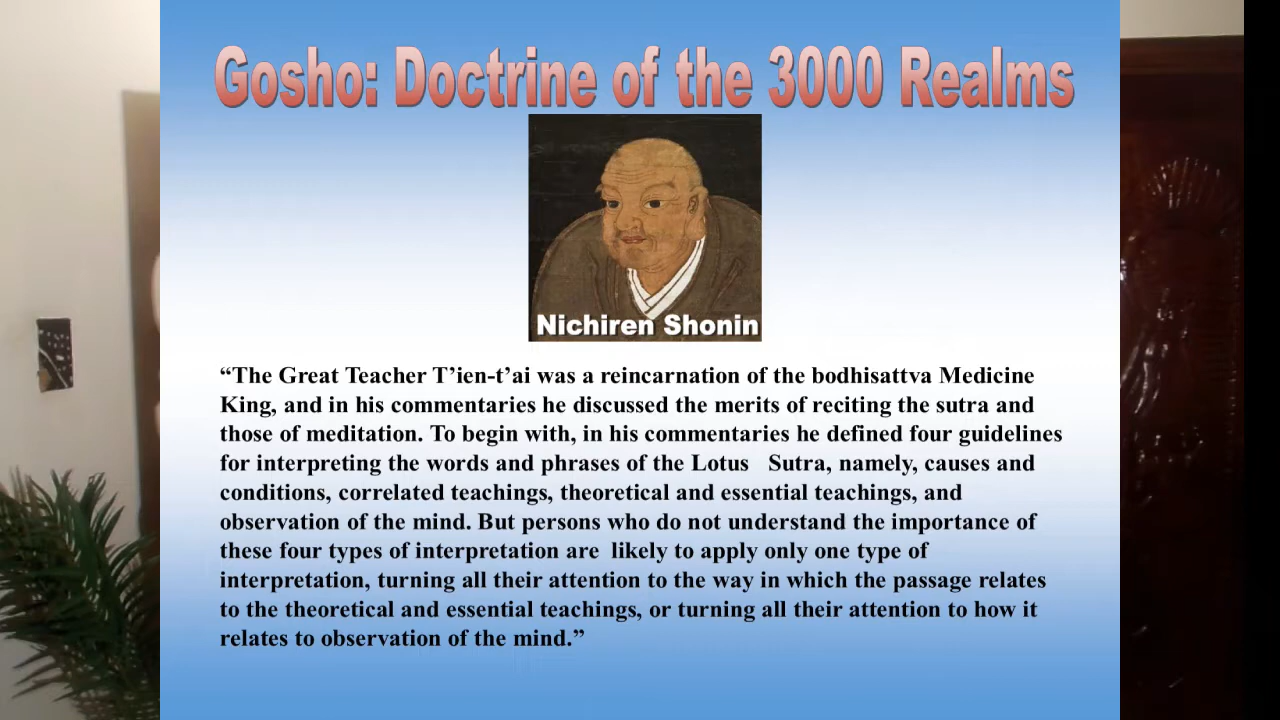 Gosho: Doctrine of the 3000 Realms
Nichiren Shonin
“The Great Teacher T’ien-t’ai was a reincarnation of the bodhisattva Medicine
King, and in his commentaries he discussed the merits of reciting the sutra and
those of meditation. To begin with, in his commentaries he defined four guidelines
for interpreting the words and phrases of the Lotus   Sutra, namely, causes and
conditions, correlated teachings, theoretical and essential teachings, and
observation of the mind. But persons who do not understand the importance of
these four types of interpretation are  likely to apply only one type of
interpretation, turning all their attention to the way in which the passage relates
to the theoretical and essential teachings, or turning all their attention to how it
relates to observation of the mind.”